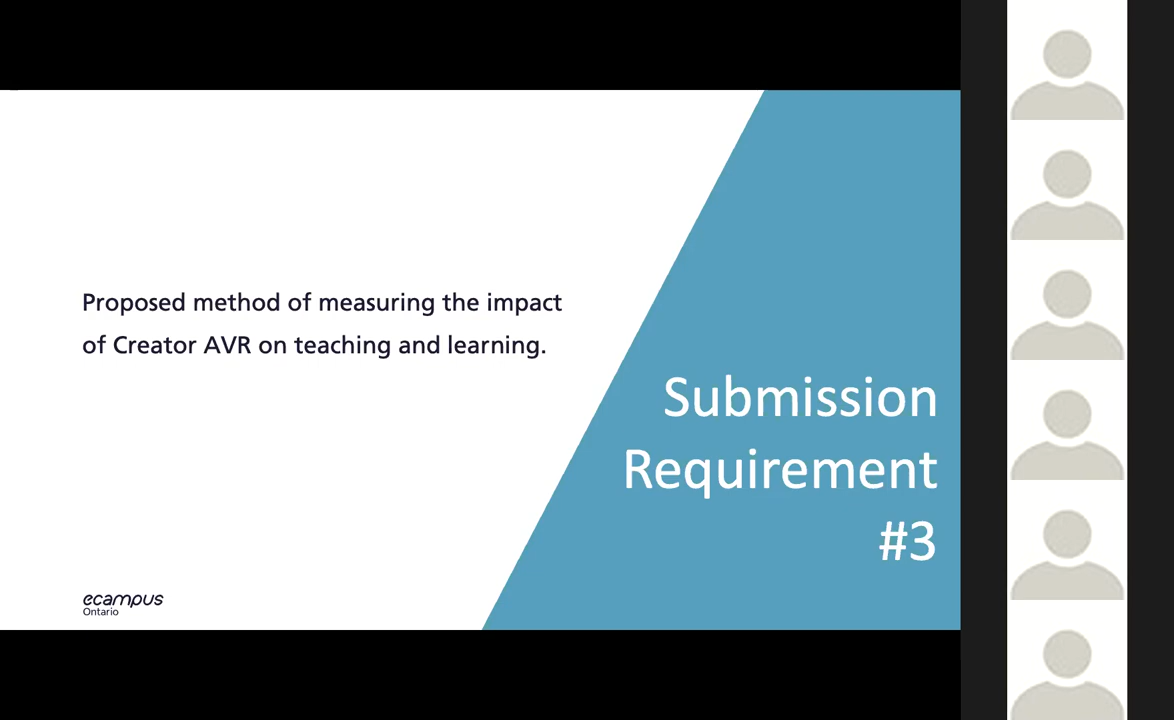 Proposed method of measuring the impact
of Creator AVR on teaching and learning.
Submission
Requirement
#3
ecampus
Ontario